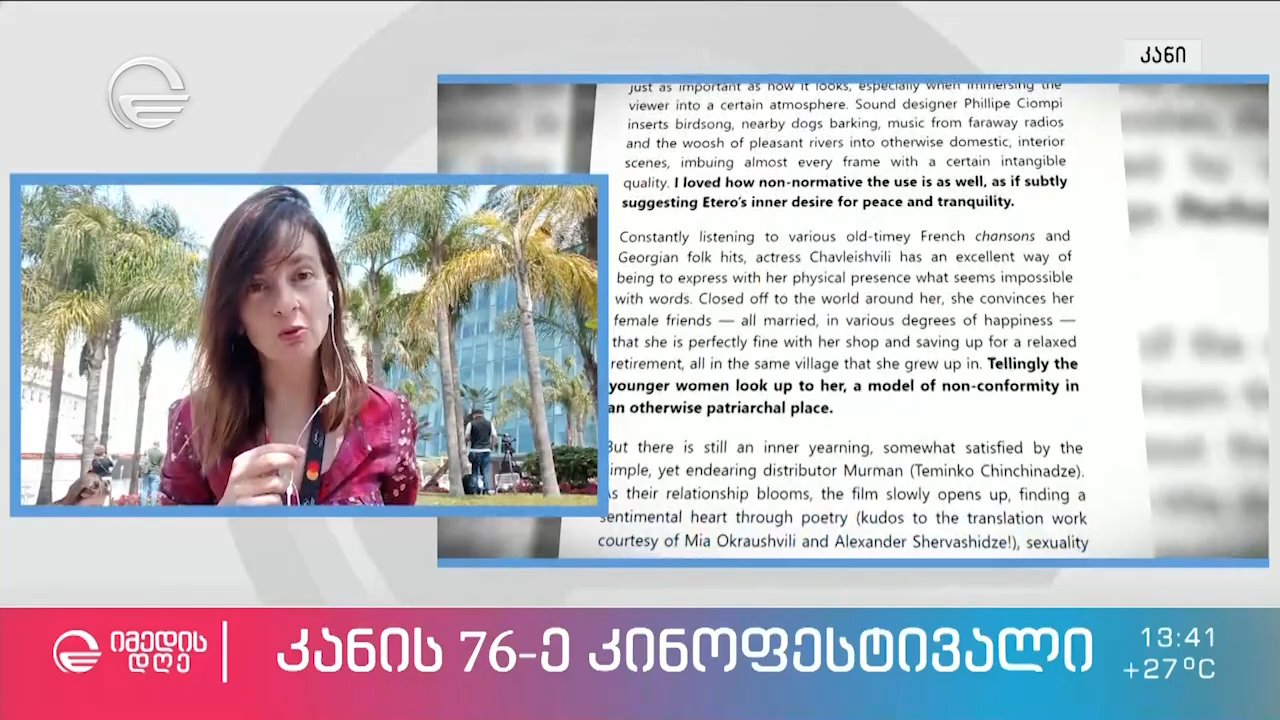 კანი
just as important as how it looks, especially when immersing the
viewer into a certain atmosphere. Sound designer Phillipe Ciompi
inserts birdsong, nearby dogs barking, music from faraway radios
and the woosh of pleasant rivers into otherwise domestic, interior
scenes, imbuing almost every frame with a certain intangible
quality. I loved how non-normative the use is as well, as if subtly
suggesting Etero's inner desire for peace and tranquility.
Constantly listening to various old-timey French chansons and
Georgian folk hits, actress Chavleishvili has an excellent way of
being to express with her physical presence what seems impossible
with words. Closed off to the world around her, she convinces her
female friends — all married, in various degrees of happiness —
that she is perfectly fine with her shop and saving up for a relaxed
retirement, all in the same village that she grew up in. Tellingly the
younger women look up to her, a model of non-conformity in
an otherwise patriarchal place.
But there is still an inner yearning, somewhat satisfied by the
simple, yet endearing distributor Murman (Teminko Chinchinadze).
As their relationship blooms, the film slowly opens up, finding a
sentimental heart through poetry (kudos to the translation work
courtesy of Mia Okraushvili and Alexander Shervashidze!), sexuality
იმედის
დღე
კანის 76-ე კინოფესტივალი
13:41
+27°C